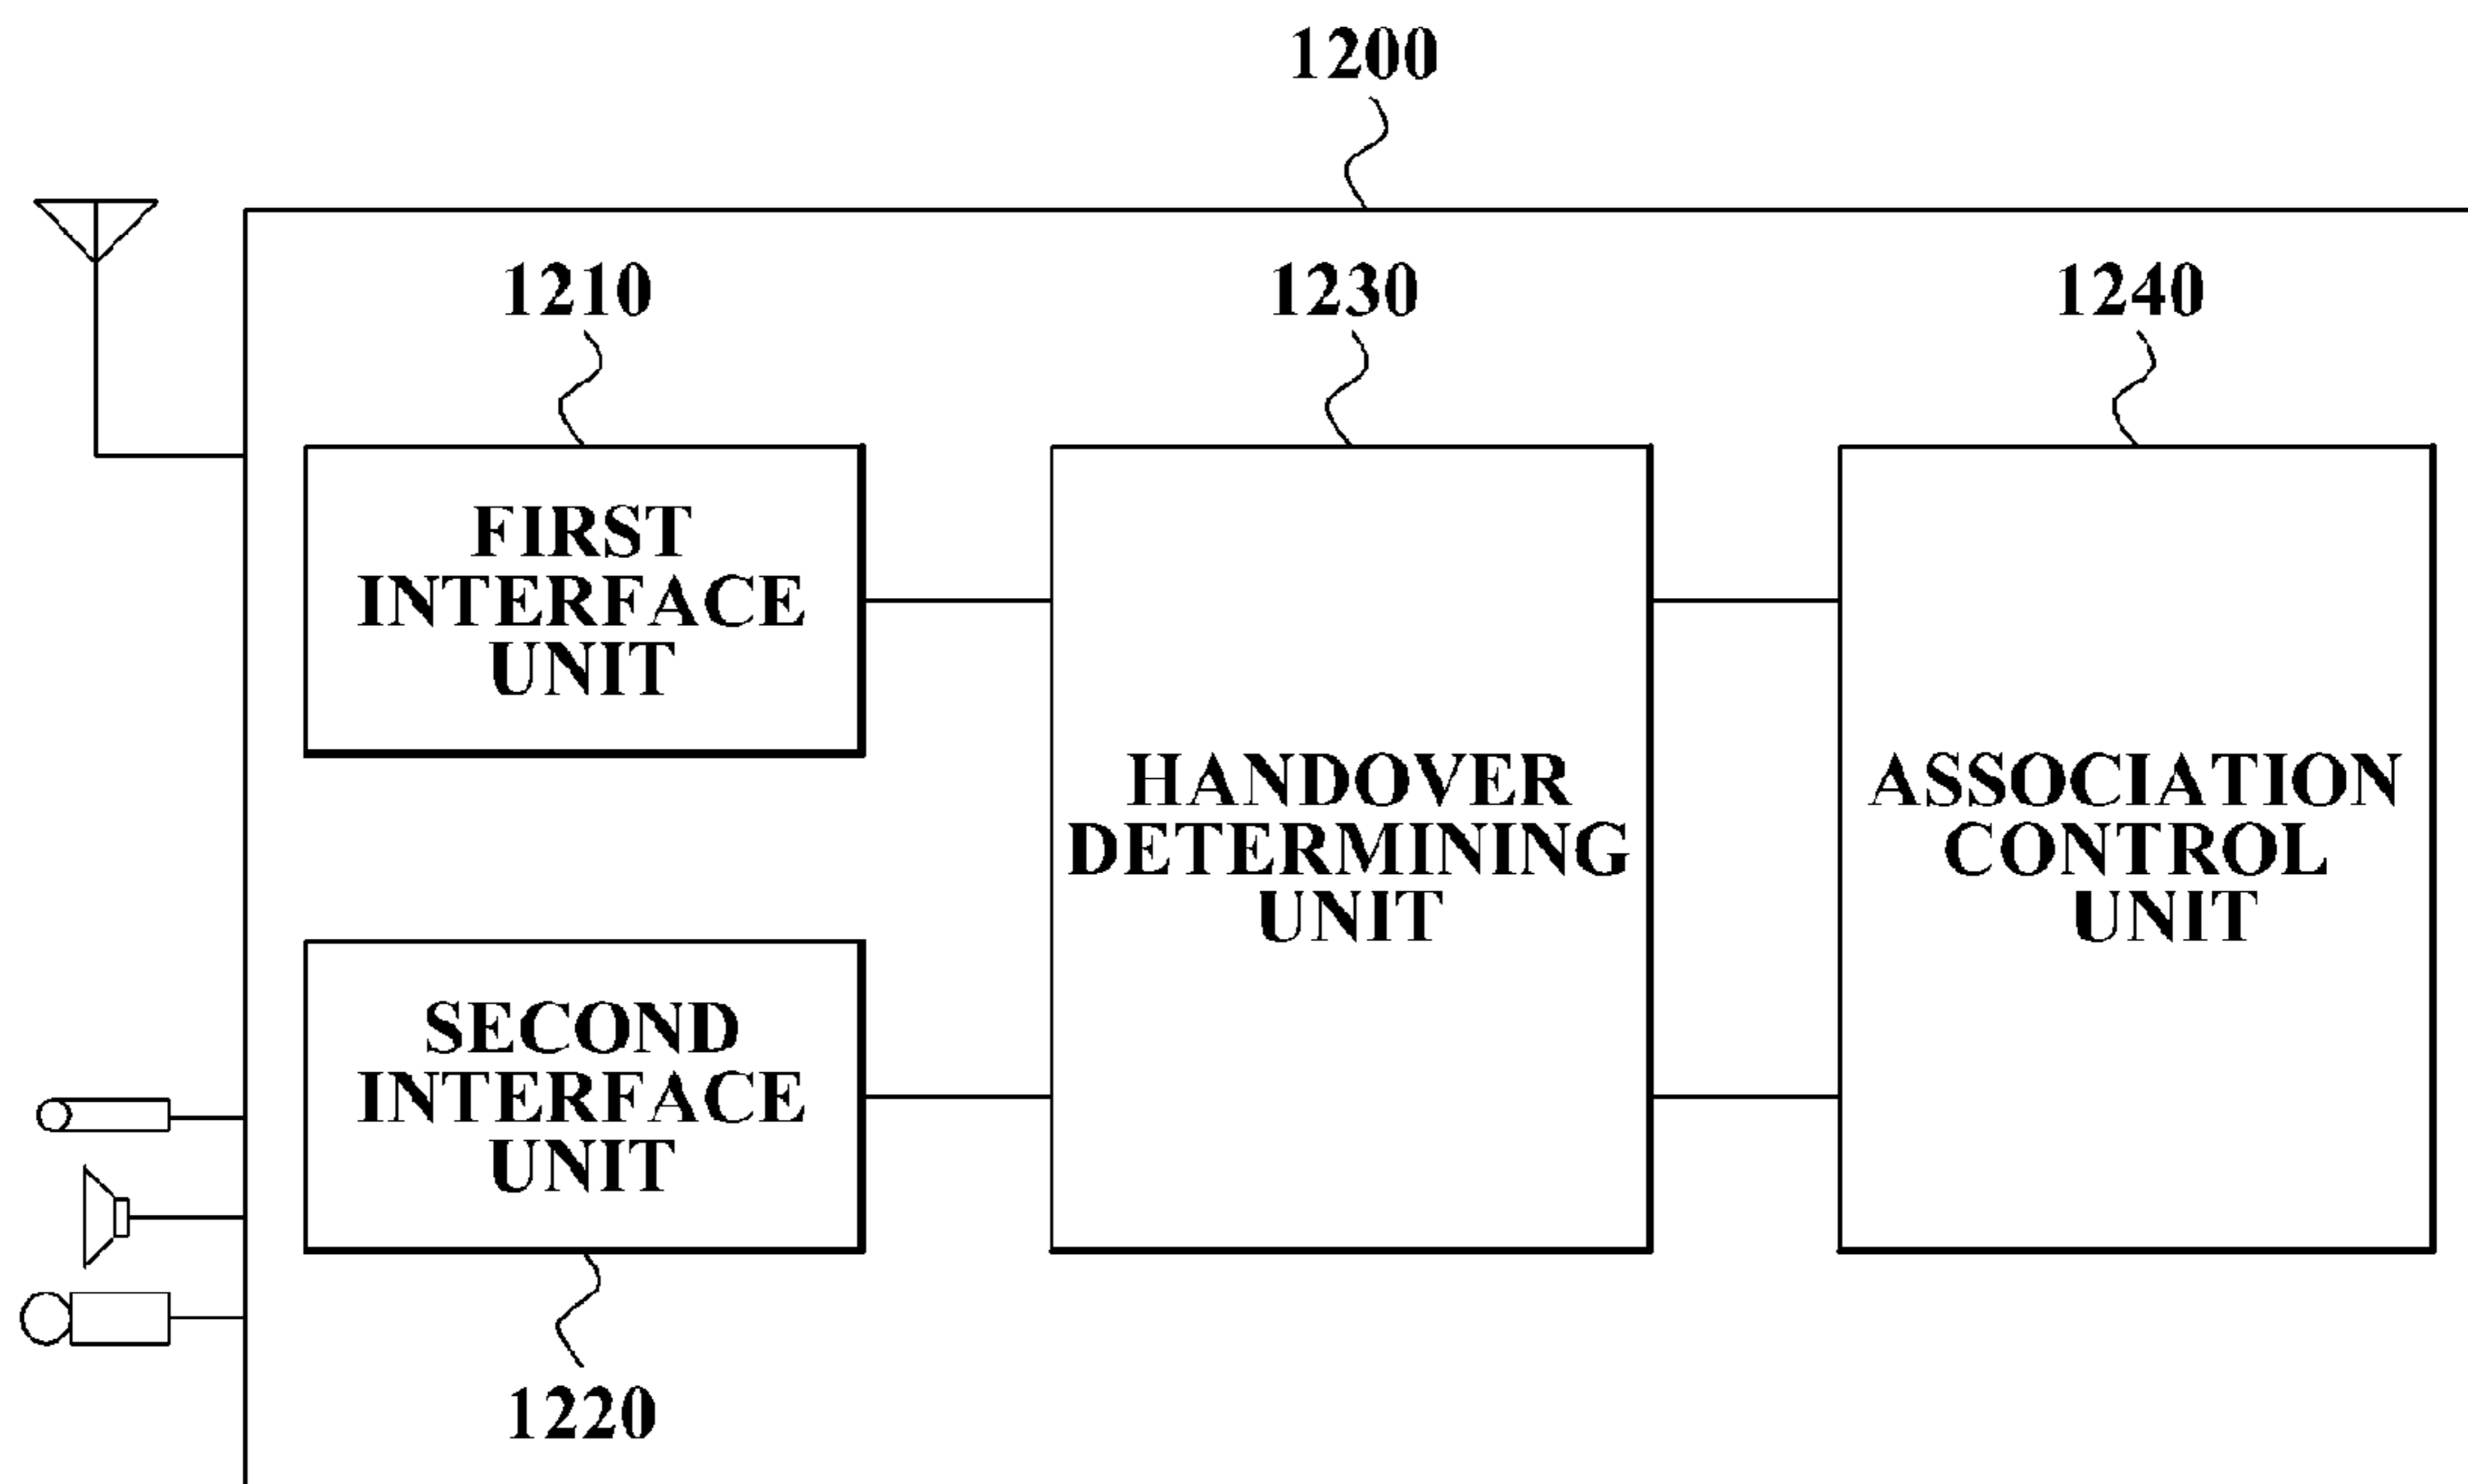 1200
1210
1230
1240
FIRST
INTERFACE
UNIT
HANDOVER
DETERMINING
UNIT
ASSOCIATION
CONTROL
UNIT
SECOND
INTERFACE
UNIT
1220